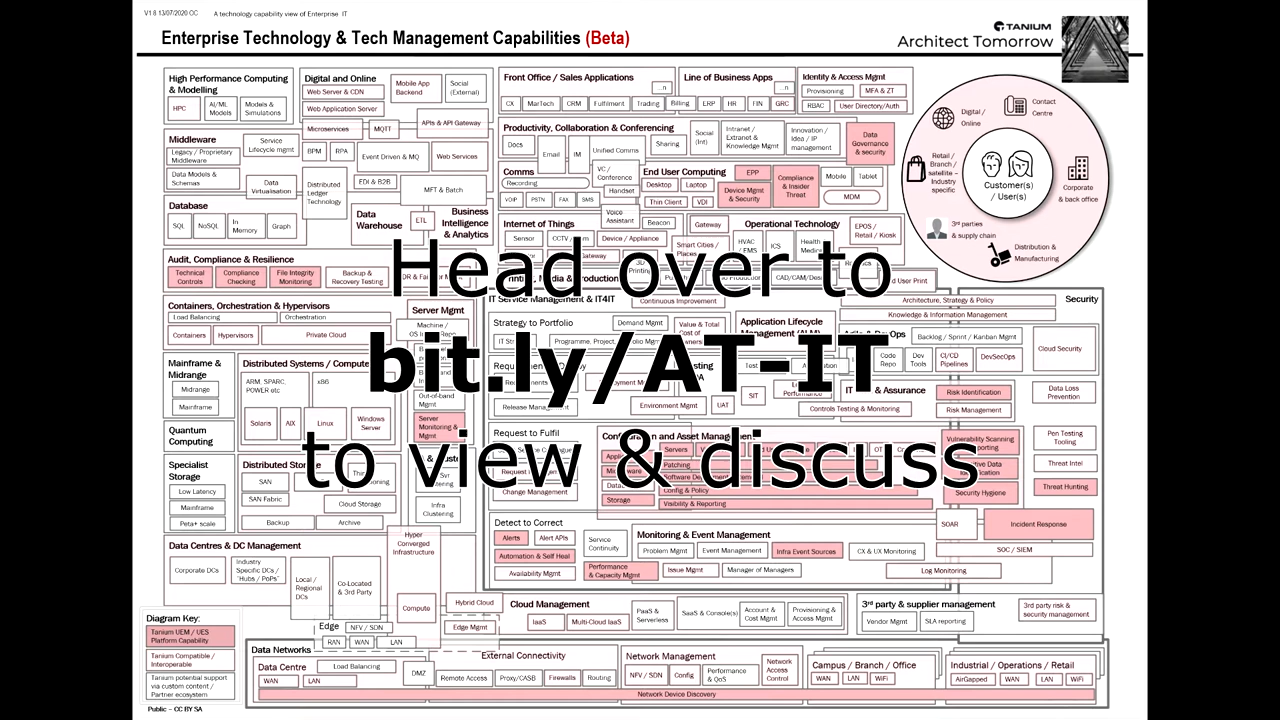 V1.8 13/07/2020 OC A technology capability view of Enterprise IT
Enterprise Technology & Tech Management Capabilities (Beta)
TANIUM
Architect Tomorrow
High Performance Computing & Modelling
HPC
AI/ML Models
Models & Simulations
Digital and Online
Web Server & CDN
Mobile App Backend
Social (External)
Web Application Server
Microservices
MQTT
APIs & API Gateway
BPM
RPA
Event Driven & MQ
Web Services
EDI & B2B
MFT & Batch
Middleware
Service Lifecycle mgmt
Legacy / Proprietary Middleware
Data Models & Schemas
Data Virtualisation
Distributed Ledger Technology
Database
SQL
NoSQL
In Memory
Graph
Data Warehouse
ETL
Business Intelligence & Analytics
Front Office / Sales Applications
...n
CX
MarTech
CRM
Fulfilment
Trading
Line of Business Apps
...n
Billing
ERP
HR
FIN
GRC
Identity & Access Mgmt
Provisioning
MFA & ZT
RBAC
User Directory/Auth
Productivity, Collaboration & Conferencing
Docs
Email
IM
Unified Comms
Sharing
Social (Int)
Intranet / Extranet & Knowledge Mgmt
Innovation / Idea / IP management
Data Governance & security
Comms
Recording
VC / Conference
Handset
VOIP
PSTN
FAX
SMS
Voice Assistant
End User Computing
Desktop
Laptop
Thin Client
VDI
EPP
Device Mgmt & Security
Compliance & Insider Threat
Mobile
Tablet
MDM
Internet of Things
Beacon
Sensor
Device / Appliance
Gateway
Operational Technology
Gateway
Smart Cities /
HVAC / EMS
ICS
EPOS / Retail / Kiosk
Digital / Online
Contact Centre
Retail / Branch / satellite – Industry specific
Customer(s) / User(s)
Corporate & back office
3rd parties & supply chain
Distribution & Manufacturing
Audit, Compliance & Resilience
Technical Controls
Compliance Checking
File Integrity Monitoring
Backup & Recovery Testing
Head over to
bit.ly/AT-IT
to view & discuss
Containers, Orchestration & Hypervisors
Load Balancing
Orchestration
Containers
Hypervisors
Private Cloud
Server Mgmt
Out-of-band Mgmt
Server Monitoring & Mgmt
Mainframe & Midrange
Midrange
Mainframe
Distributed Systems / Compute
ARM, SPARC, POWER etc
x86
Solaris
AIX
Linux
Windows Server
Quantum Computing
Specialist Storage
Low Latency
Mainframe
Peta+ scale
Distributed Storage
SAN
SAN Fabric
Cloud Storage
Backup
Archive
Infra Clustering
IT Service Management & IT4IT
Continuous Improvement
Architecture, Strategy & Policy
Knowledge & Information Management
Security
Strategy to Portfolio
Demand Mgmt
Application Lifecycle
Backlog / Sprint / Kanban Mgmt
Code Repo
Dev Tools
CI/CD Pipelines
DevSecOps
Cloud Security
Release Management
Environment Mgmt
UAT
SIT
Controls Testing & Monitoring
& Assurance
Risk Identification
Risk Management
Data Loss Prevention
Request to Fulfil
Change Management
Servers
Patching
Config & Policy
Storage
Visibility & Reporting
Vulnerability Scanning
Security Hygiene
Pen Testing Tooling
Threat Intel
Threat Hunting
Detect to Correct
Alerts
Alert APIs
Service Continuity
Automation & Self Heal
Availability Mgmt
Performance & Capacity Mgmt
Monitoring & Event Management
Problem Mgmt
Event Management
Infra Event Sources
CX & UX Monitoring
Issue Mgmt
Manager of Managers
Log Monitoring
SOAR
Incident Response
SOC / SIEM
Data Centres & DC Management
Corporate DCs
Industry Specific DCs / "Hubs / PoPs"
Local / Regional DCs
Co-Located & 3rd Party
Hyper Converged Infrastructure
Compute
Hybrid Cloud
Edge
NFV / SDN
RAN
WAN
LAN
Edge Mgmt
Cloud Management
IaaS
Multi-Cloud IaaS
PaaS & Serverless
SaaS & Console(s)
Account & Cost Mgmt
Provisioning & Access Mgmt
3rd party & supplier management
Vendor Mgmt
SLA reporting
3rd party risk & security management
Diagram Key:
Tanium UEM / UES Platform Capability
Tanium Compatible / Interoperable
Tanium potential support via custom content / Partner ecosystem
Data Networks
Data Centre
Load Balancing
WAN
LAN
DMZ
External Connectivity
Remote Access
Proxy/CASB
Firewalls
Routing
Network Management
NFV / SDN
Config
Performance & QoS
Network Access Control
Campus / Branch / Office
WAN
LAN
WiFi
Industrial / Operations / Retail
AirGapped
WAN
LAN
WiFi
Network Device Discovery
Public – CC BY SA